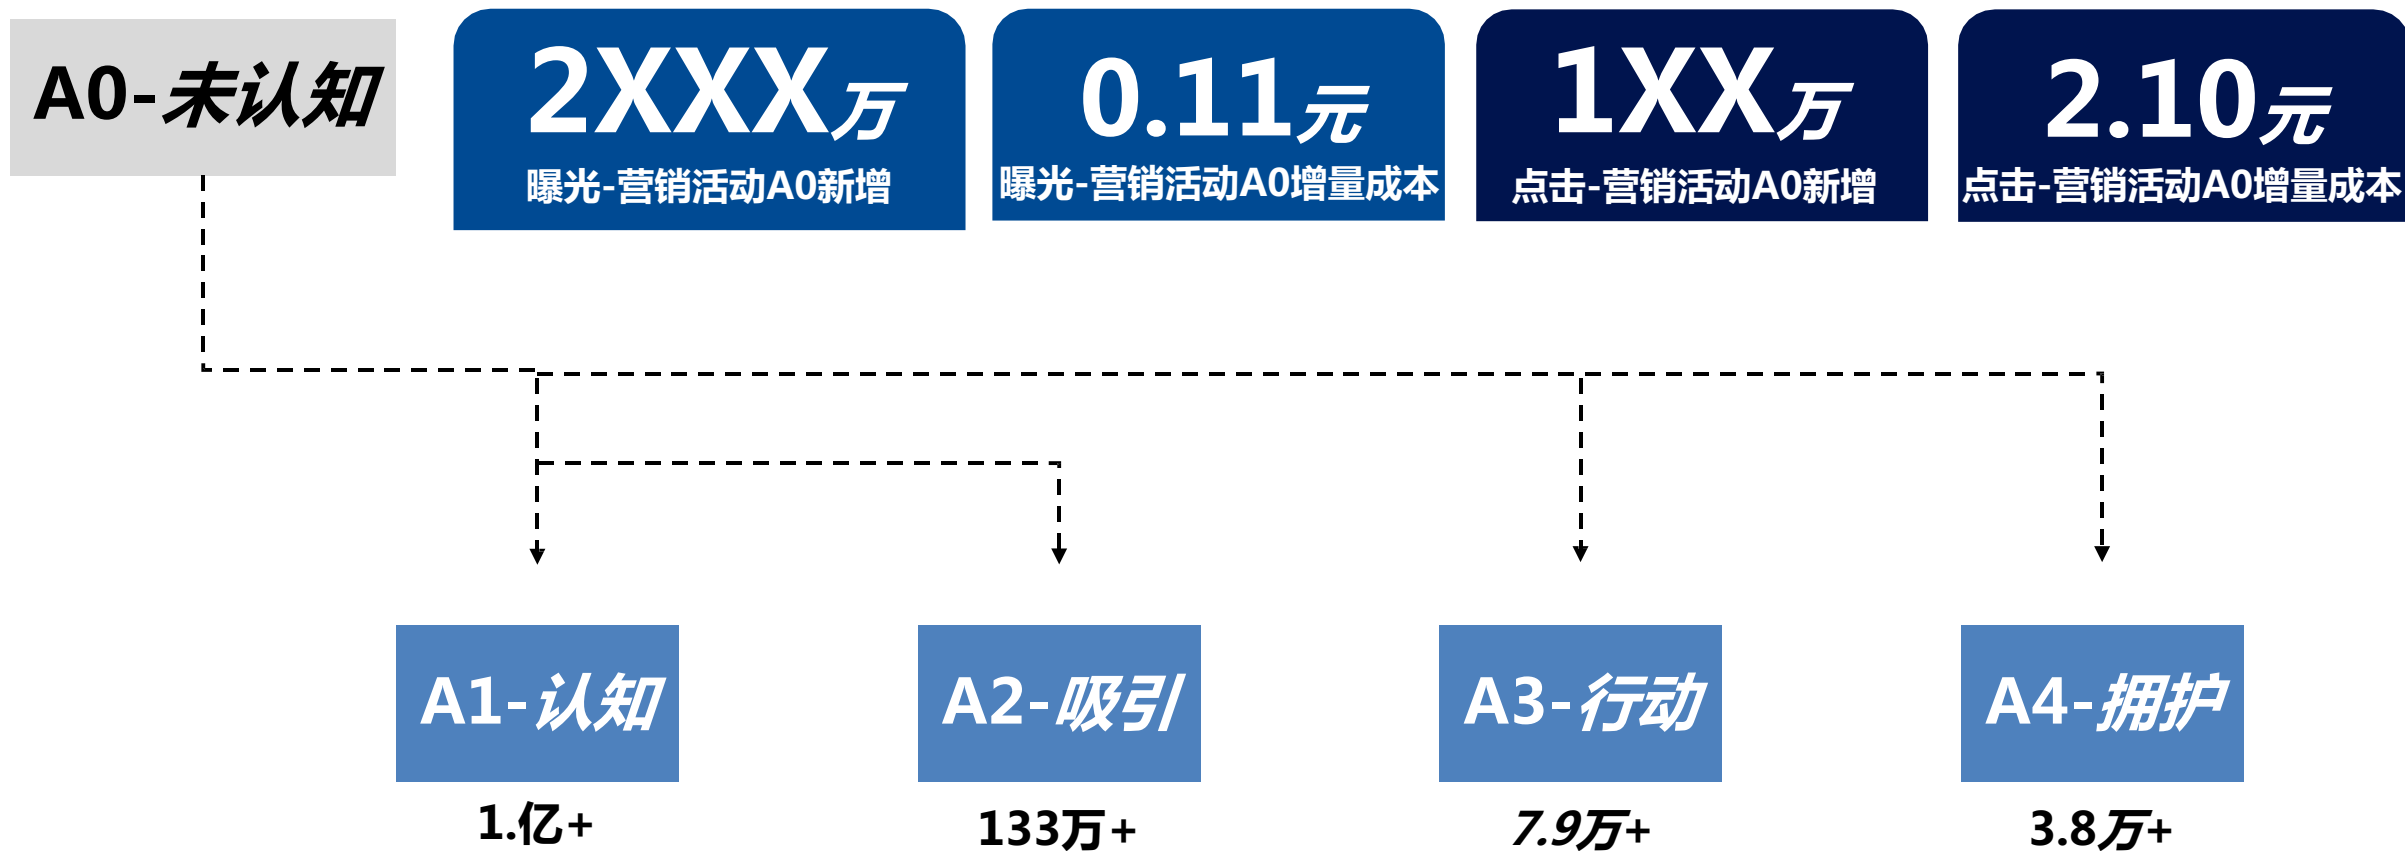 A0-未认知
2XXX万
曝光-营销活动A0新增
0.11元
曝光-营销活动A0增量成本
1XX万
点击-营销活动A0新增
2.10元
点击-营销活动A0增量成本
A1-认知
A2-吸引
A3-行动
A4-拥护
1.亿+
133万+
7.9万+
3.8万+